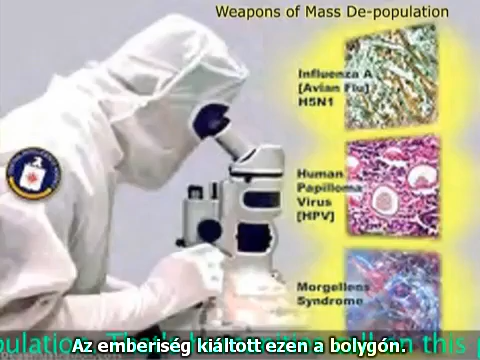 Weapons of Mass De-population
Influenza A
[Avian Flu]
H5N1
Human
Papilloma
Virus
[HPV]
Morgellens
Syndrome
Az emberiség kiáltott ezen a bolygón.